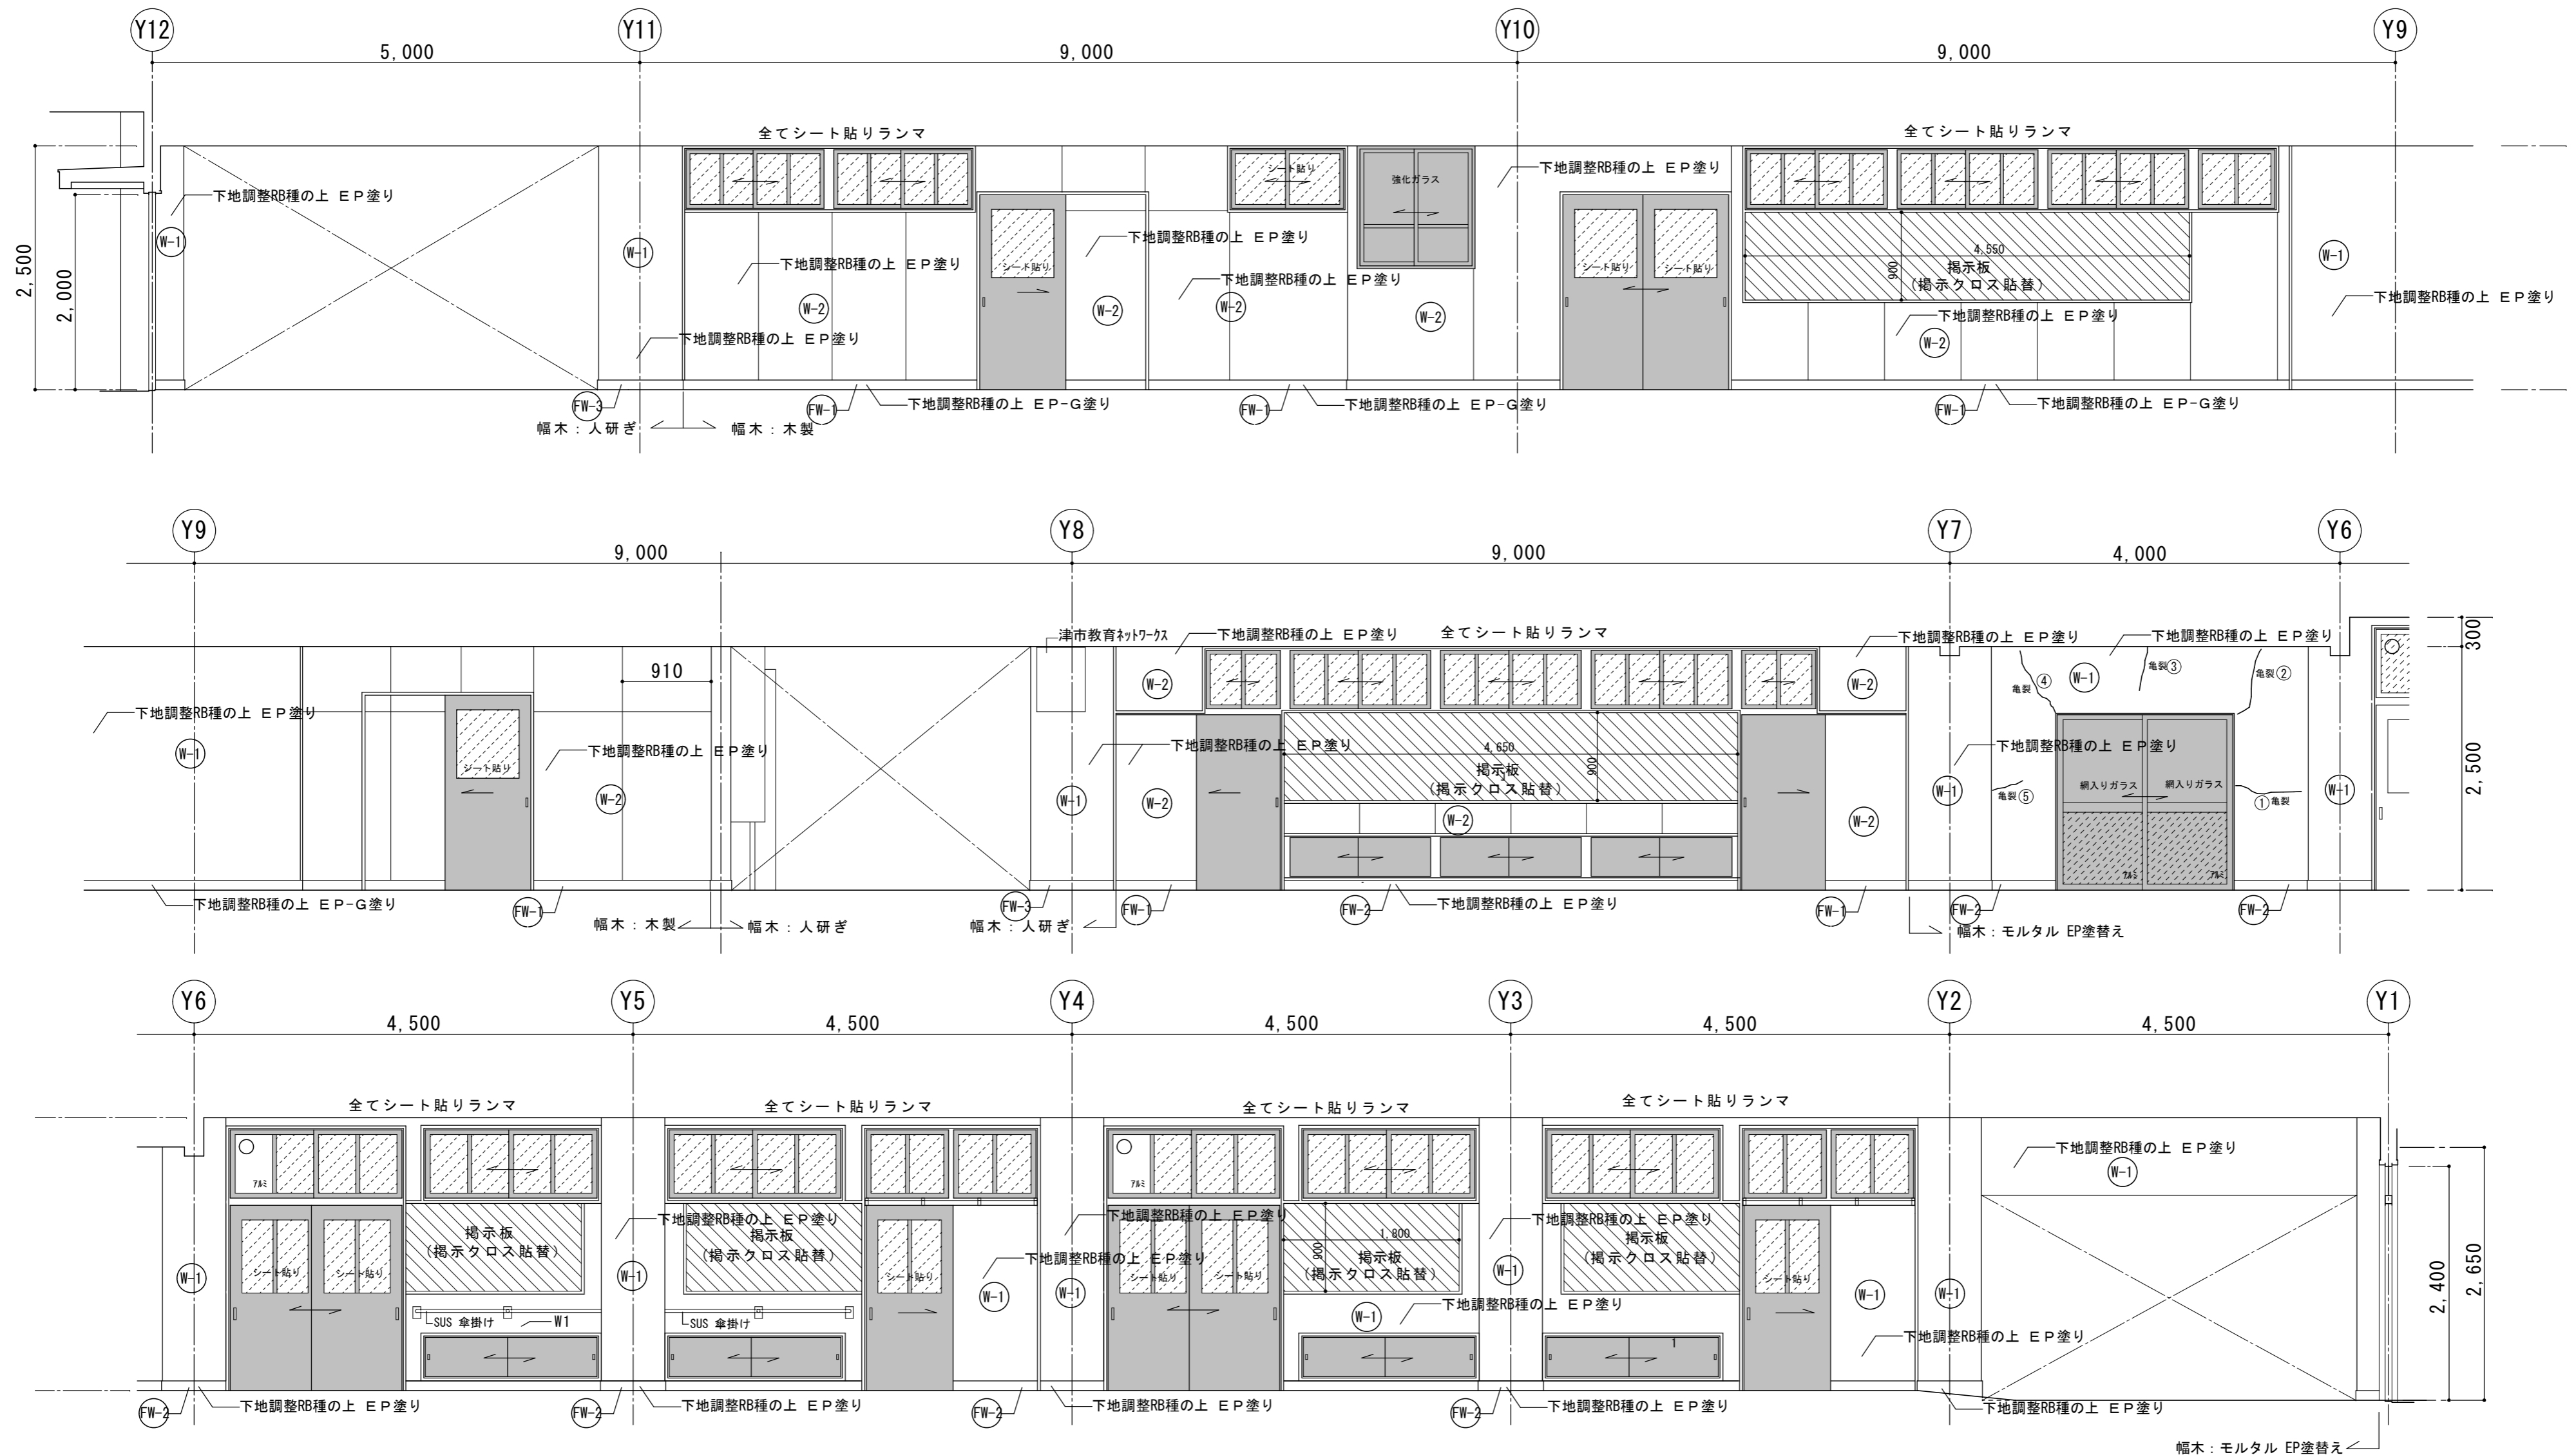 Y12
Y11
Y10
Y9
5,000
9,000
9,000
全てシート貼りランマ
全てシート貼りランマ
2,500
2,000
下地調整RB種の上 ＥＰ塗り
W-1
W-1
下地調整RB種の上 ＥＰ塗り
W-2
下地調整RB種の上 ＥＰ塗り
シート貼り
下地調整RB種の上 ＥＰ塗り
W-2
シート貼り
下地調整RB種の上 ＥＰ塗り
W-2
強化ガラス
W-2
下地調整RB種の上 ＥＰ塗り
シート貼り
シート貼り
4,550
900
掲示板
(掲示クロス貼替)
下地調整RB種の上 ＥＰ塗り
W-2
W-1
下地調整RB種の上 ＥＰ塗り
FW-3
FW-1
下地調整RB種の上 ＥＰ-Ｇ塗り
FW-1
下地調整RB種の上 ＥＰ-Ｇ塗り
FW-1
下地調整RB種の上 ＥＰ-Ｇ塗り
幅木：人研ぎ
幅木：木製
Y9
Y8
Y7
Y6
9,000
9,000
4,000
910
津市教育ネットワークス
下地調整RB種の上 ＥＰ塗り
全てシート貼りランマ
下地調整RB種の上 ＥＰ塗り
下地調整RB種の上 ＥＰ塗り
300
2,500
下地調整RB種の上 ＥＰ塗り
W-1
シート貼り
下地調整RB種の上 ＥＰ塗り
W-2
W-2
W-1
W-2
下地調整RB種の上 ＥＰ塗り
4,650
900
掲示板
(掲示クロス貼替)
W-2
W-2
W-2
W-1
下地調整RB種の上 ＥＰ塗り
亀裂④
W-1
亀裂③
亀裂②
亀裂⑤
①亀裂
網入りガラス
網入りガラス
アルミ
アルミ
W-1
下地調整RB種の上 ＥＰ-Ｇ塗り
FW-1
FW-3
FW-1
FW-2
下地調整RB種の上 ＥＰ塗り
FW-1
FW-2
FW-2
幅木：木製
幅木：人研ぎ
幅木：人研ぎ
幅木：モルタル EP塗替え
Y6
Y5
Y4
Y3
Y2
Y1
4,500
4,500
4,500
4,500
4,500
全てシート貼りランマ
全てシート貼りランマ
全てシート貼りランマ
全てシート貼りランマ
アルミ
W-1
シート貼り
シート貼り
掲示板
(掲示クロス貼替)
SUS 傘掛け
W1
下地調整RB種の上 ＥＰ塗り
W-1
掲示板
(掲示クロス貼替)
SUS 傘掛け
シート貼り
下地調整RB種の上 ＥＰ塗り
W-1
W-1
アルミ
下地調整RB種の上 ＥＰ塗り
シート貼り
シート貼り
1,800
900
掲示板
(掲示クロス貼替)
W-1
下地調整RB種の上 ＥＰ塗り
W-1
下地調整RB種の上 ＥＰ塗り
掲示板
(掲示クロス貼替)
1
シート貼り
W-1
下地調整RB種の上 ＥＰ塗り
W-1
下地調整RB種の上 ＥＰ塗り
W-1
2,400
2,650
FW-2
下地調整RB種の上 ＥＰ塗り
FW-2
下地調整RB種の上 ＥＰ塗り
FW-2
下地調整RB種の上 ＥＰ塗り
FW-2
下地調整RB種の上 ＥＰ塗り
下地調整RB種の上 ＥＰ塗り
幅木：モルタル EP塗替え